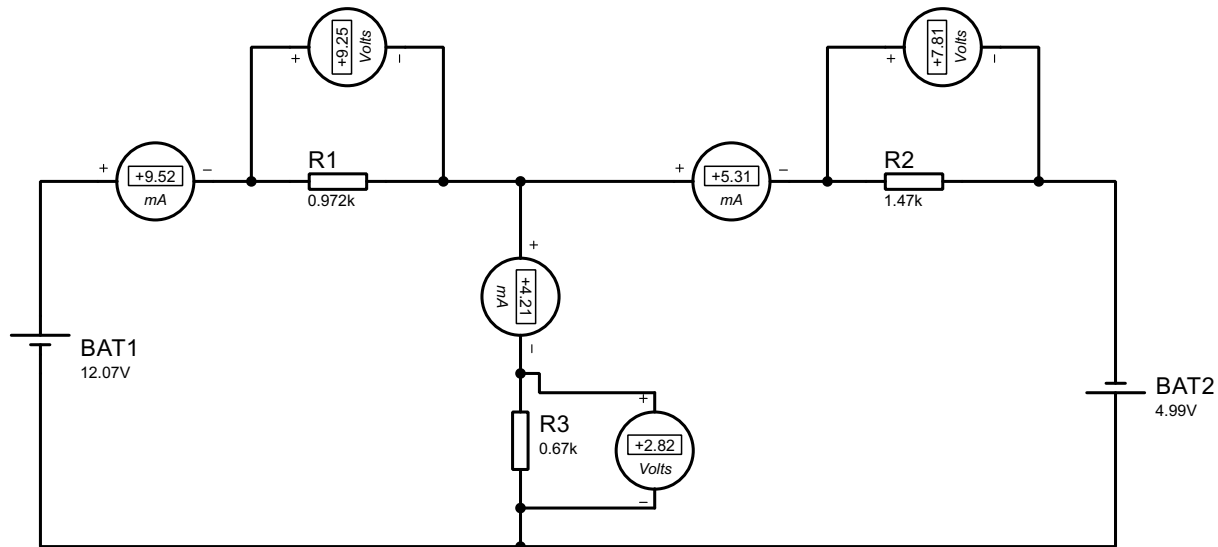 +9.25
Volts
+
−
+7.81
Volts
+
−
+
+9.52
mA
−
R1
0.972k
+
+5.31
mA
−
R2
1.47k
+
+4.21
mA
−
BAT1
12.07V
BAT2
4.99V
R3
0.67k
+
+2.82
Volts
−